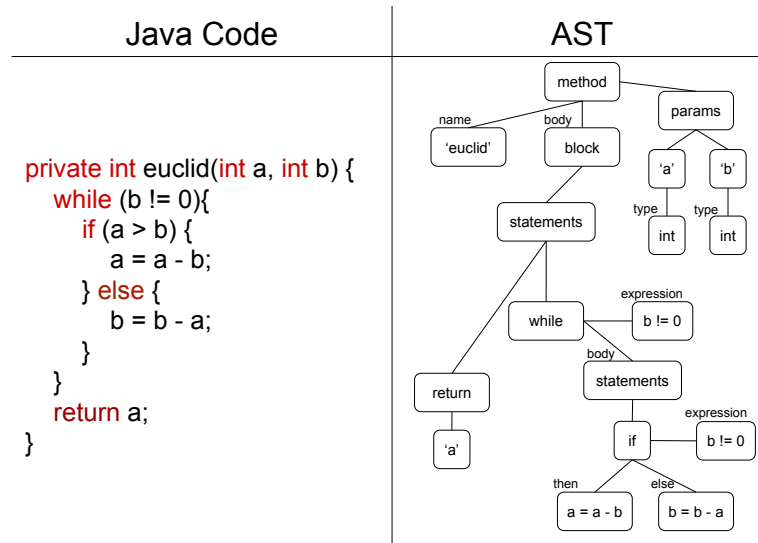 Java Code
AST
private int euclid(int a, int b) {
while (b != 0){
if (a > b) {
a = a - b;
} else {
b = b - a;
}
}
return a;
}
method
params
name
body
‘euclid’
block
‘a’
‘b’
type
type
int
int
statements
expression
while
b != 0
body
statements
return
‘a’
expression
if
b != 0
then
else
a = a - b
b = b - a